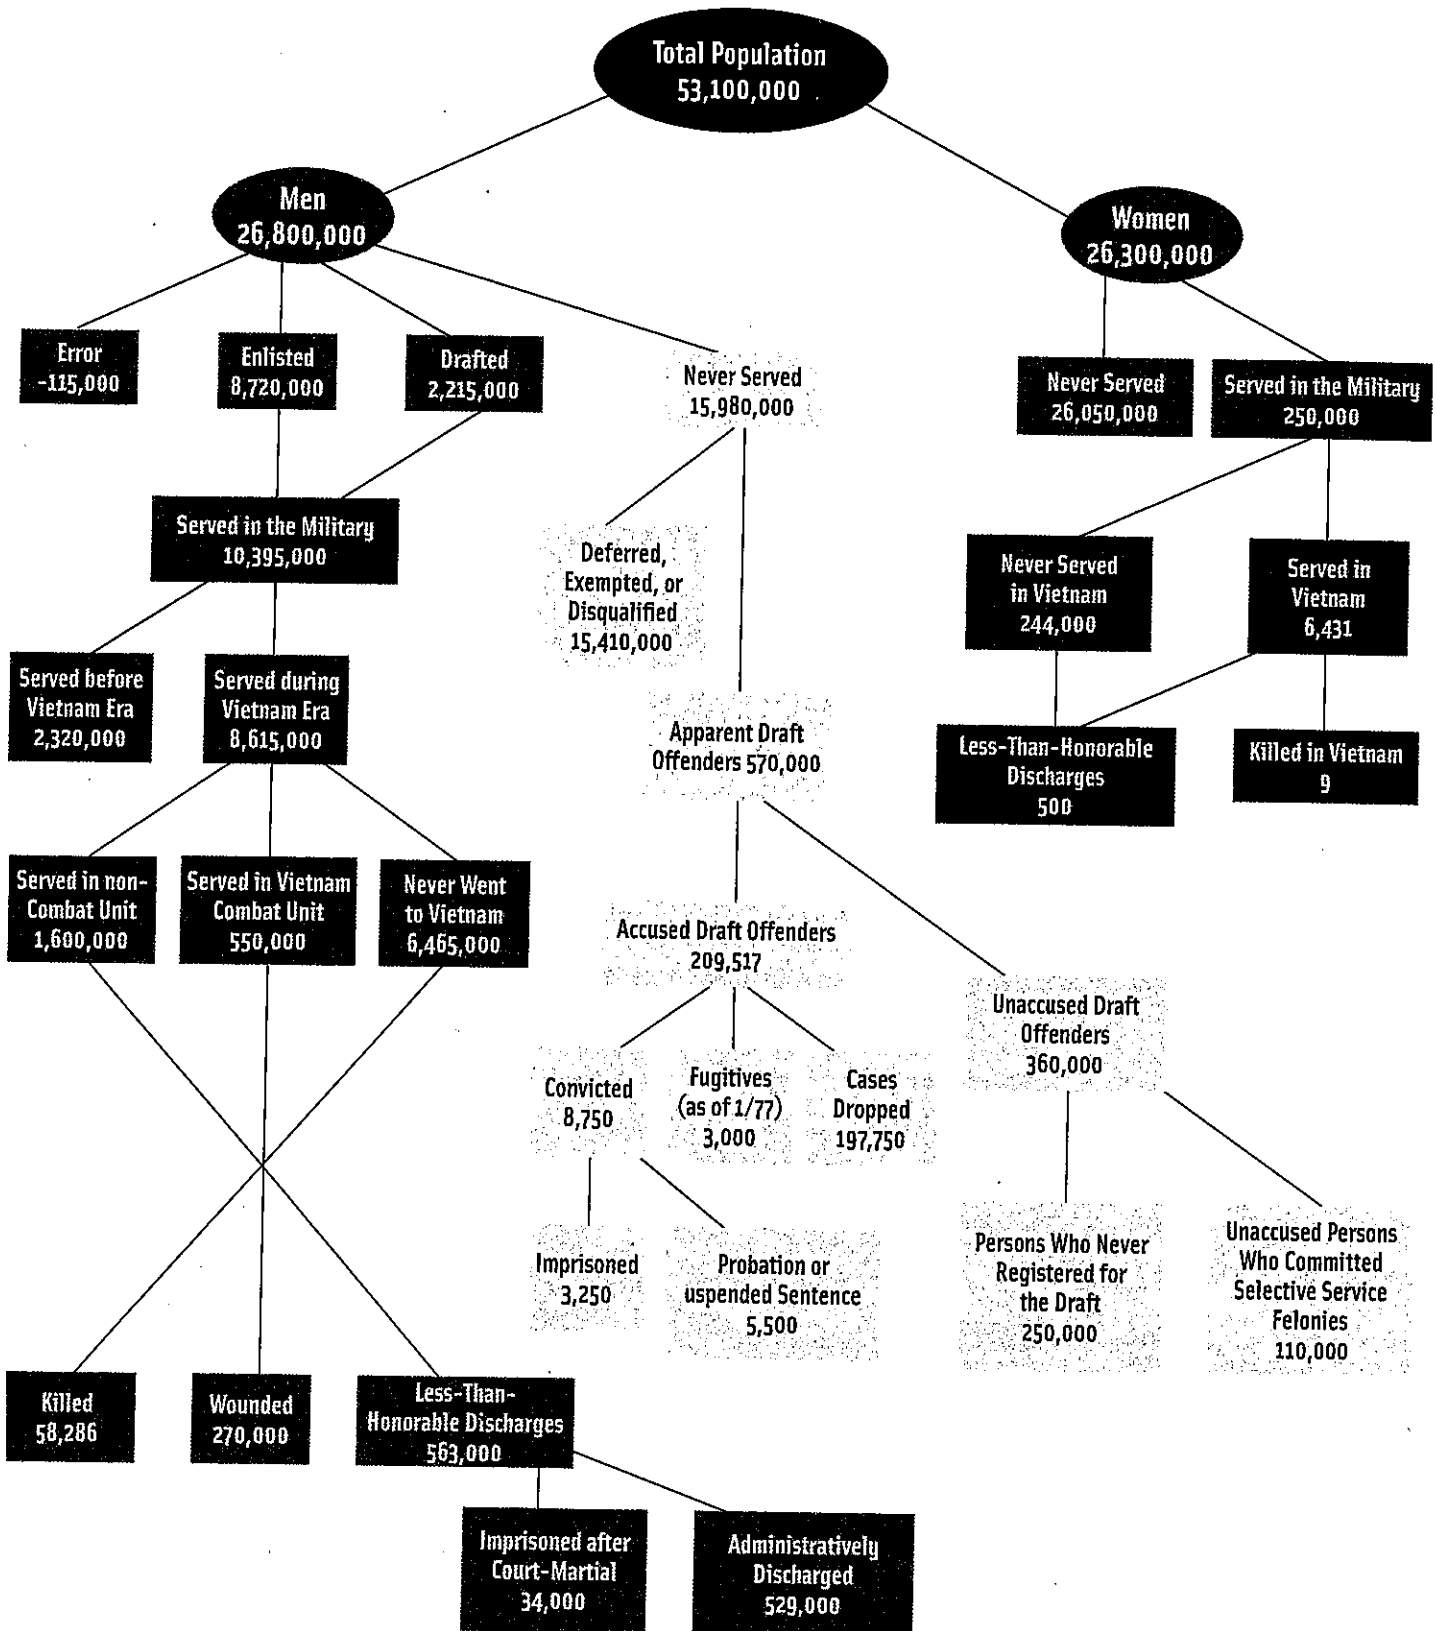 Total Population
53,100,000
Men
26,800,000
Women
26,300,000
Error
-115,000
Enlisted
8,720,000
Drafted
2,215,000
Never Served
15,980,000
Never Served
26,050,000
Served in the Military
250,000
Served in the Military
10,395,000
Deferred,
Exempted, or
Disqualified
15,410,000
Never Served
in Vietnam
244,000
Served in
Vietnam
6,431
Served before
Vietnam Era
2,320,000
Served during
Vietnam Era
8,615,000
Apparent Draft
Offenders 570,000
Less-Than-Honorable
Discharges
500
Killed in Vietnam
9
Served in non-
Combat Unit
1,600,000
Served in Vietnam
Combat Unit
550,000
Never Went
to Vietnam
6,465,000
Accused Draft Offenders
209,517
Unaccused Draft
Offenders
360,000
Convicted
8,750
Fugitives
(as of 1/77)
3,000
Cases
Dropped
197,750
Imprisoned
3,250
Probation or
uspended Sentence
5,500
Persons Who Never
Registered for
the Draft
250,000
Unaccused Persons
Who Committed
Selective Service
Felonies
110,000
Killed
58,286
Wounded
270,000
Less-Than-
Honorable Discharges
563,000
Imprisoned after
Court-Martial
34,000
Administratively
Discharged
529,000